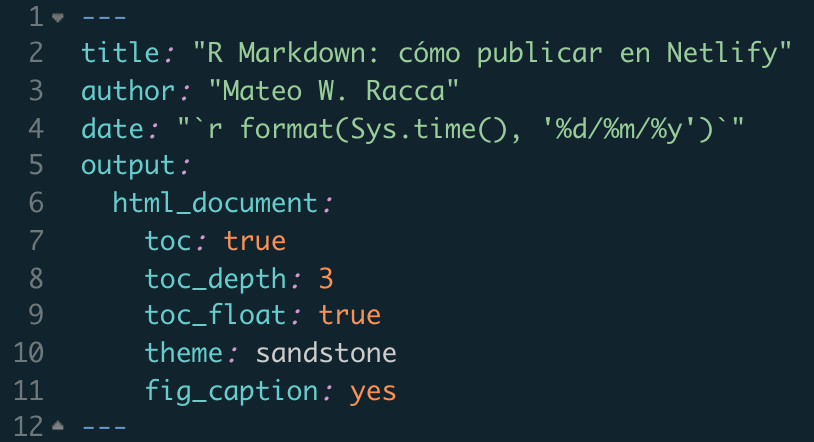 1 ---
2 title: "R Markdown: cómo publicar en Netlify"
3 author: "Mateo W. Racca"
4 date: "`r format(Sys.time(), '%d/%m/%y')`"
5 output:
6   html_document:
7     toc: true
8     toc_depth: 3
9     toc_float: true
10     theme: sandstone
11     fig_caption: yes
12 ---